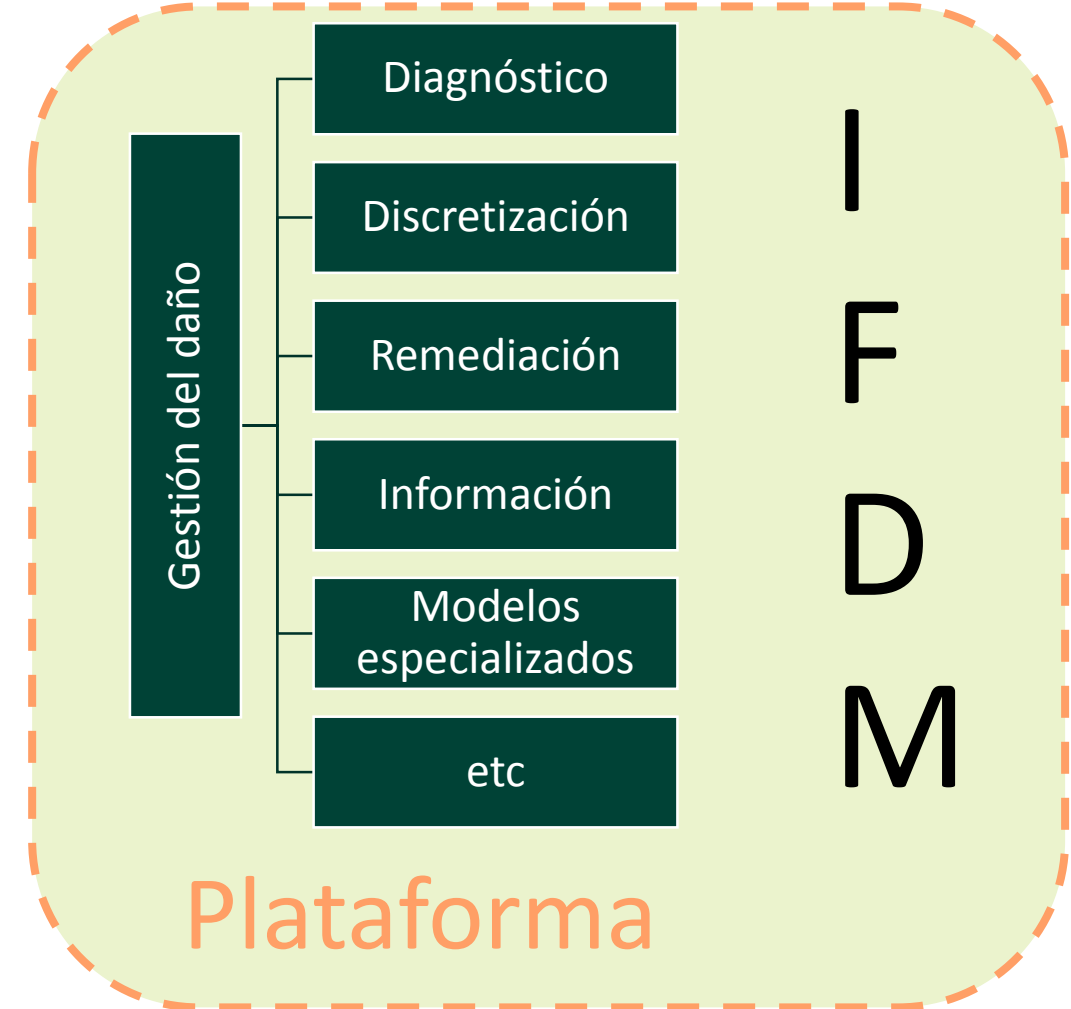 Gestión del daño
Diagnóstico
Discretización
Remediación
Información
Modelos
especializados
etc
I
F
D
M
Plataforma